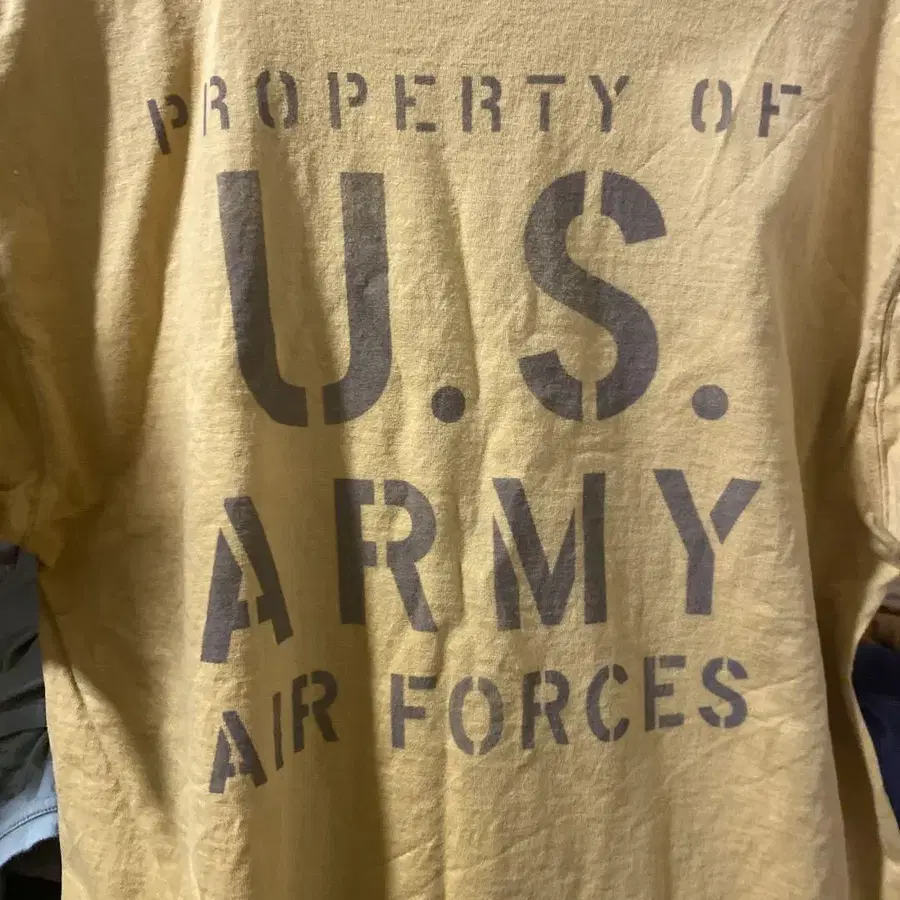 PROPERTY OF
U.S.
ARMY
AIR FORCES